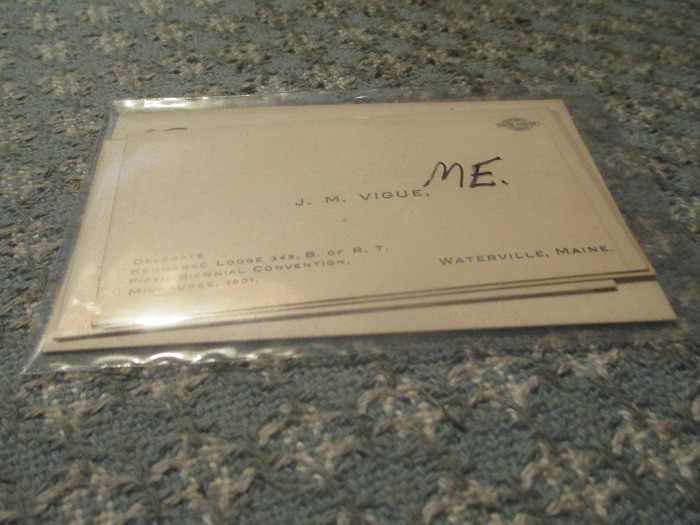 J. M. VIGUE, ME.
DELEGATE
KENNEBEC LODGE 343, B. OF R. T.
FIFTH BIENNIAL CONVENTION,
MILWAUKEE, 1901.
WATERVILLE, MAINE.